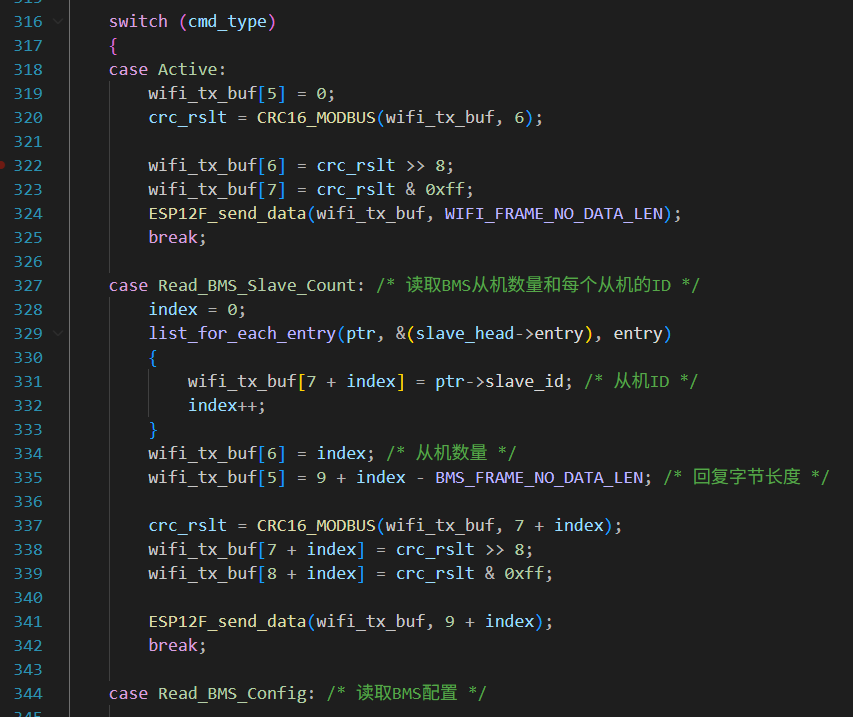 316 switch (cmd_type)
317 {
318 case Active:
319 wifi_tx_buf[5] = 0;
320 crc_rslt = CRC16_MODBUS(wifi_tx_buf, 6);
321
322 wifi_tx_buf[6] = crc_rslt >> 8;
323 wifi_tx_buf[7] = crc_rslt & 0xff;
324 ESP12F_send_data(wifi_tx_buf, WIFI_FRAME_NO_DATA_LEN);
325 break;
326
327 case Read_BMS_Slave_Count: /* 读取BMS从机数量和每个从机的ID */
328 index = 0;
329 list_for_each_entry(ptr, &(slave_head->entry), entry)
330 {
331 wifi_tx_buf[7 + index] = ptr->slave_id; /* 从机ID */
332 index++;
333 }
334 wifi_tx_buf[6] = index; /* 从机数量 */
335 wifi_tx_buf[5] = 9 + index - BMS_FRAME_NO_DATA_LEN; /* 回复字节长度 */
336
337 crc_rslt = CRC16_MODBUS(wifi_tx_buf, 7 + index);
338 wifi_tx_buf[7 + index] = crc_rslt >> 8;
339 wifi_tx_buf[8 + index] = crc_rslt & 0xff;
340
341 ESP12F_send_data(wifi_tx_buf, 9 + index);
342 break;
343
344 case Read_BMS_Config: /* 读取BMS配置 */